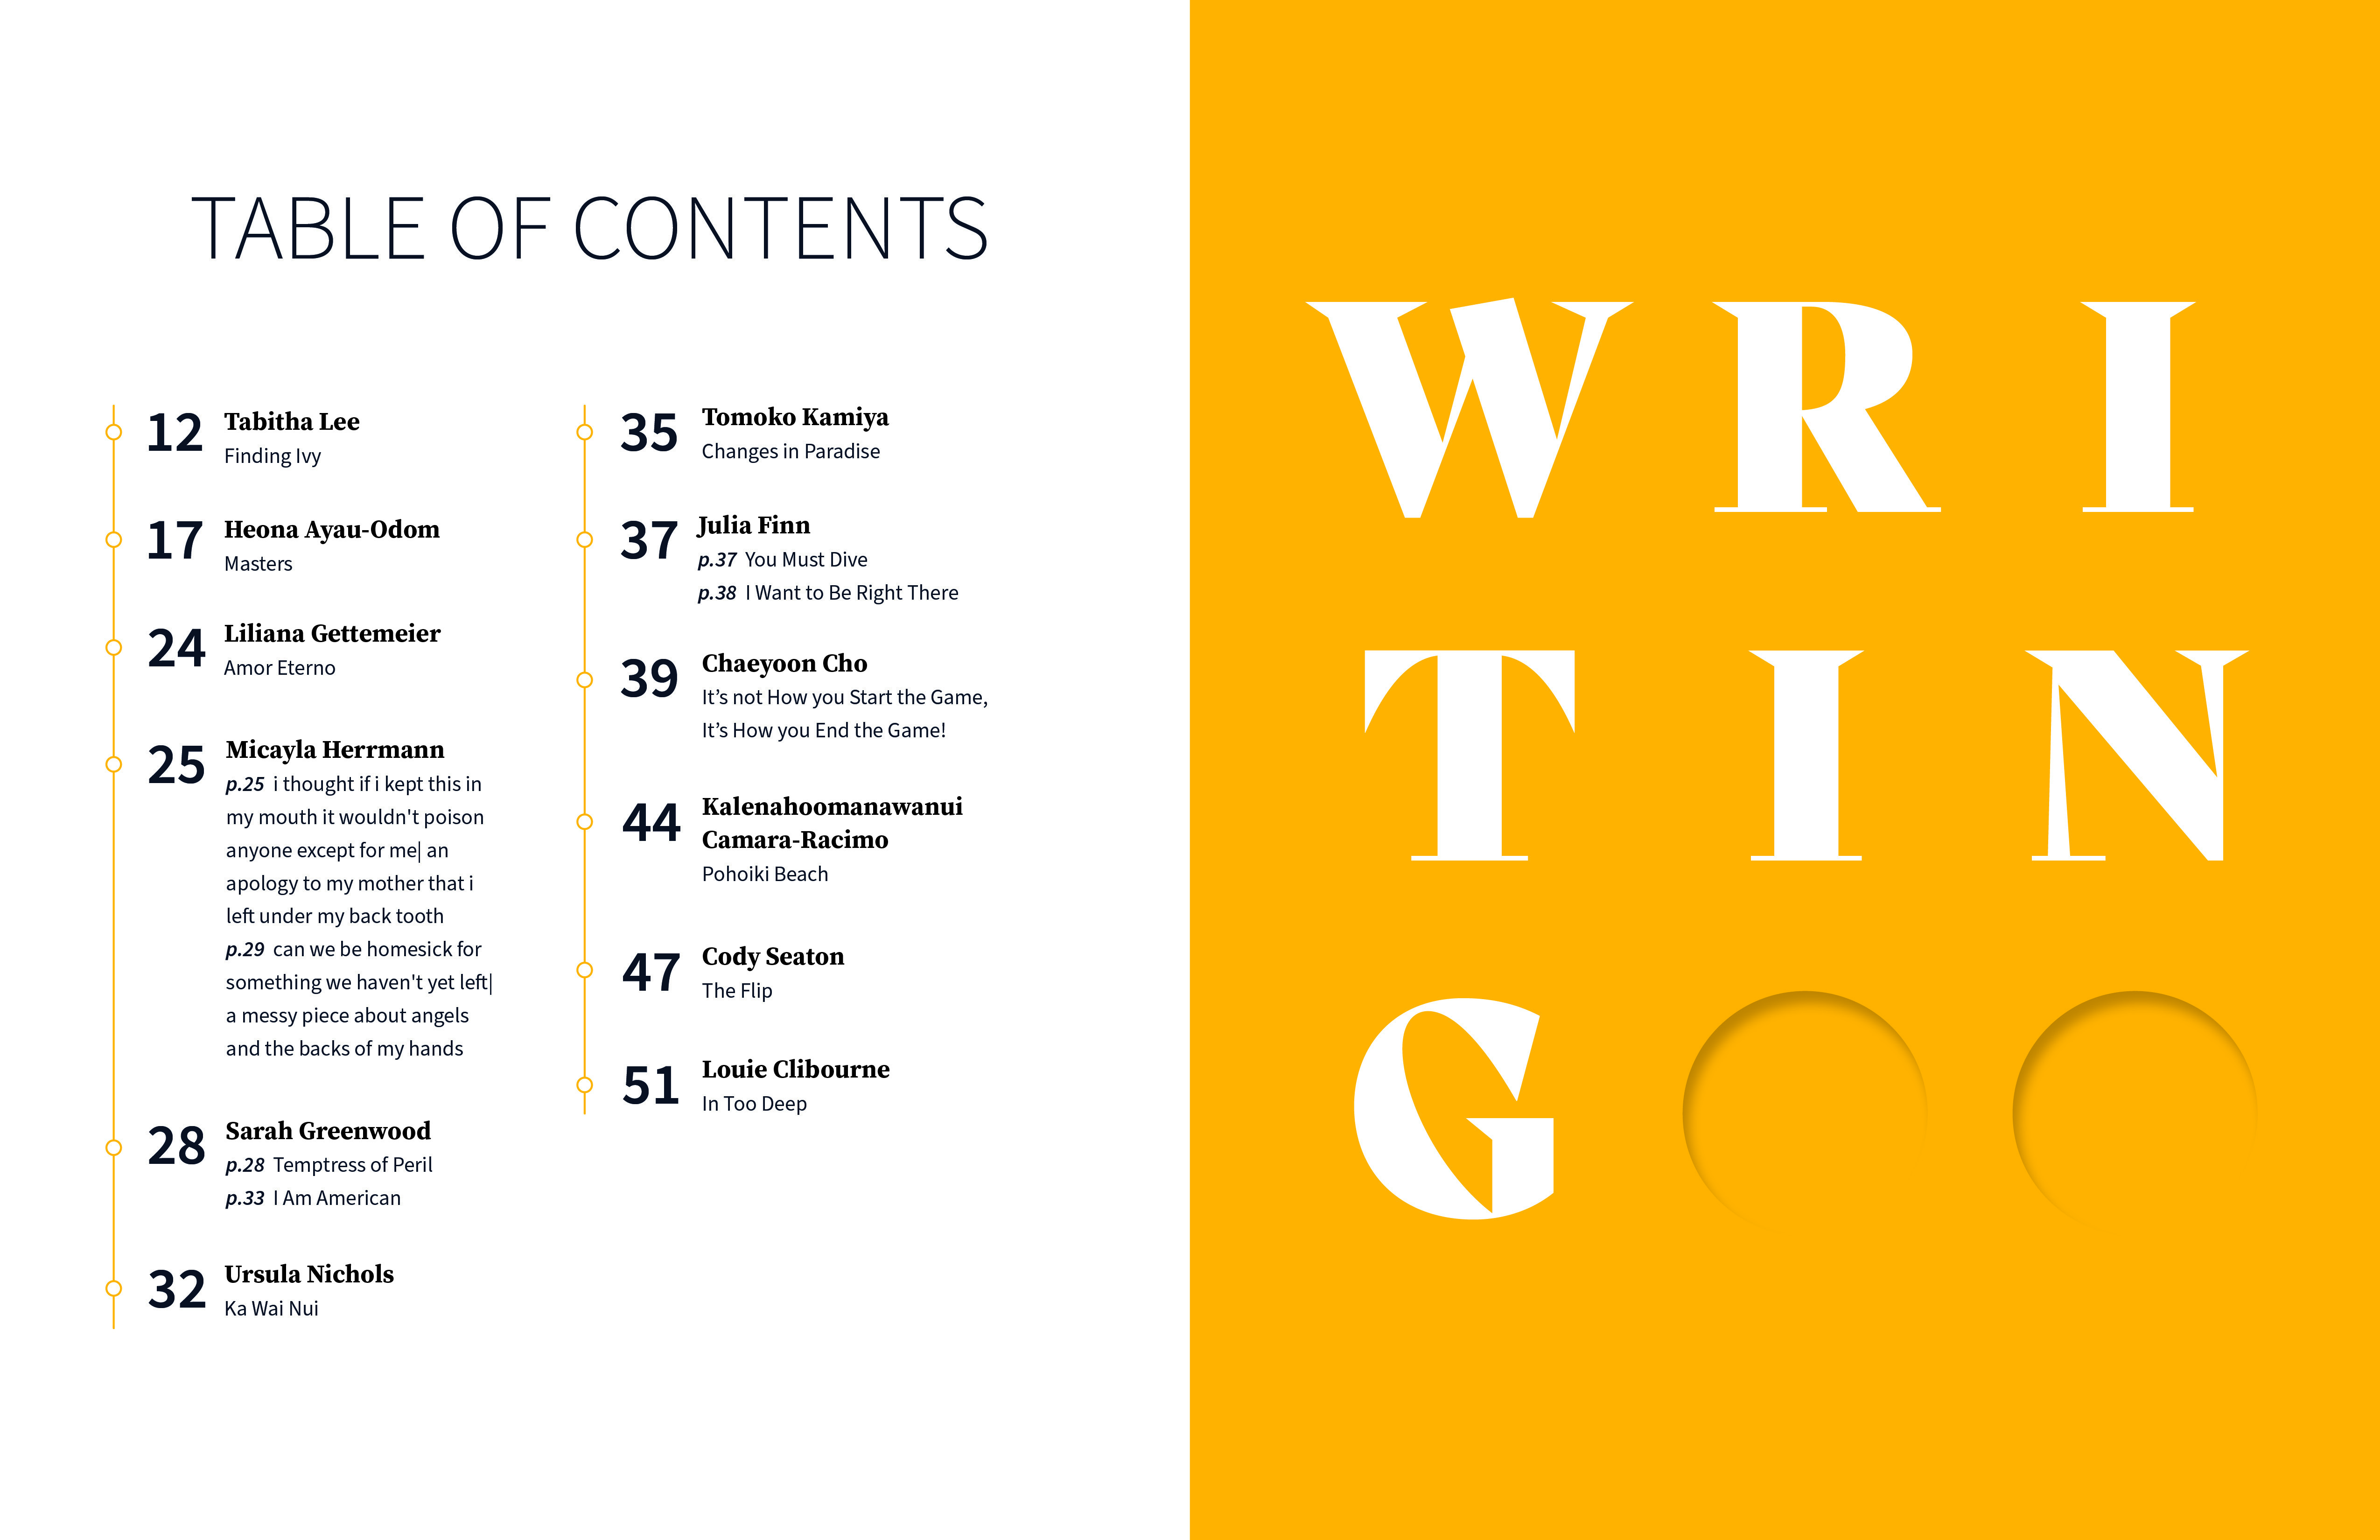 TABLE OF CONTENTS
12 Tabitha Lee
Finding Ivy
17 Heona Ayau-Odom
Masters
24 Liliana Gettemeier
Amor Eterno
25 Micayla Herrmann
p.25 i thought if i kept this in
my mouth it wouldn't poison
anyone except for me| an
apology to my mother that i
left under my back tooth
p.29 can we be homesick for
something we haven't yet left|
a messy piece about angels
and the backs of my hands
28 Sarah Greenwood
p.28 Temptress of Peril
p.33 I Am American
32 Ursula Nichols
Ka Wai Nui
35 Tomoko Kamiya
Changes in Paradise
37 Julia Finn
p.37 You Must Dive
p.38 I Want to Be Right There
39 Chaeyoon Cho
It’s not How you Start the Game,
It’s How you End the Game!
44 Kalenahoomanawanui
Camara-Racimo
Pohoiki Beach
47 Cody Seaton
The Flip
51 Louie Clibourne
In Too Deep
W R I
T I N
G